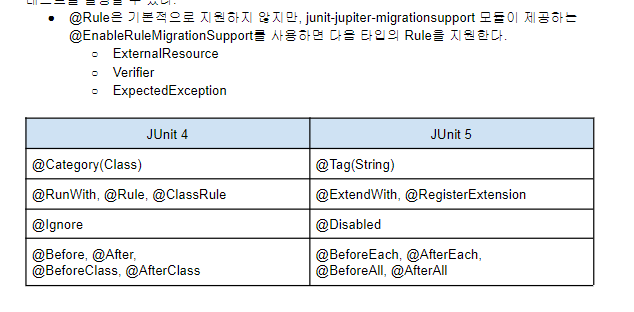 ● @Rule은 기본적으로 지원하지 않지만, junit-jupiter-migrationsupport 모듈이 제공하는
@EnableRuleMigrationSupport를 사용하면 다음 타입의 Rule을 지원한다.
○ ExternalResource
○ Verifier
○ ExpectedException
JUnit 4 JUnit 5
@Category(Class) @Tag(String)
@RunWith, @Rule, @ClassRule @ExtendWith, @RegisterExtension
@Ignore @Disabled
@Before, @After, @BeforeEach, @AfterEach,
@BeforeClass, @AfterClass @BeforeAll, @AfterAll